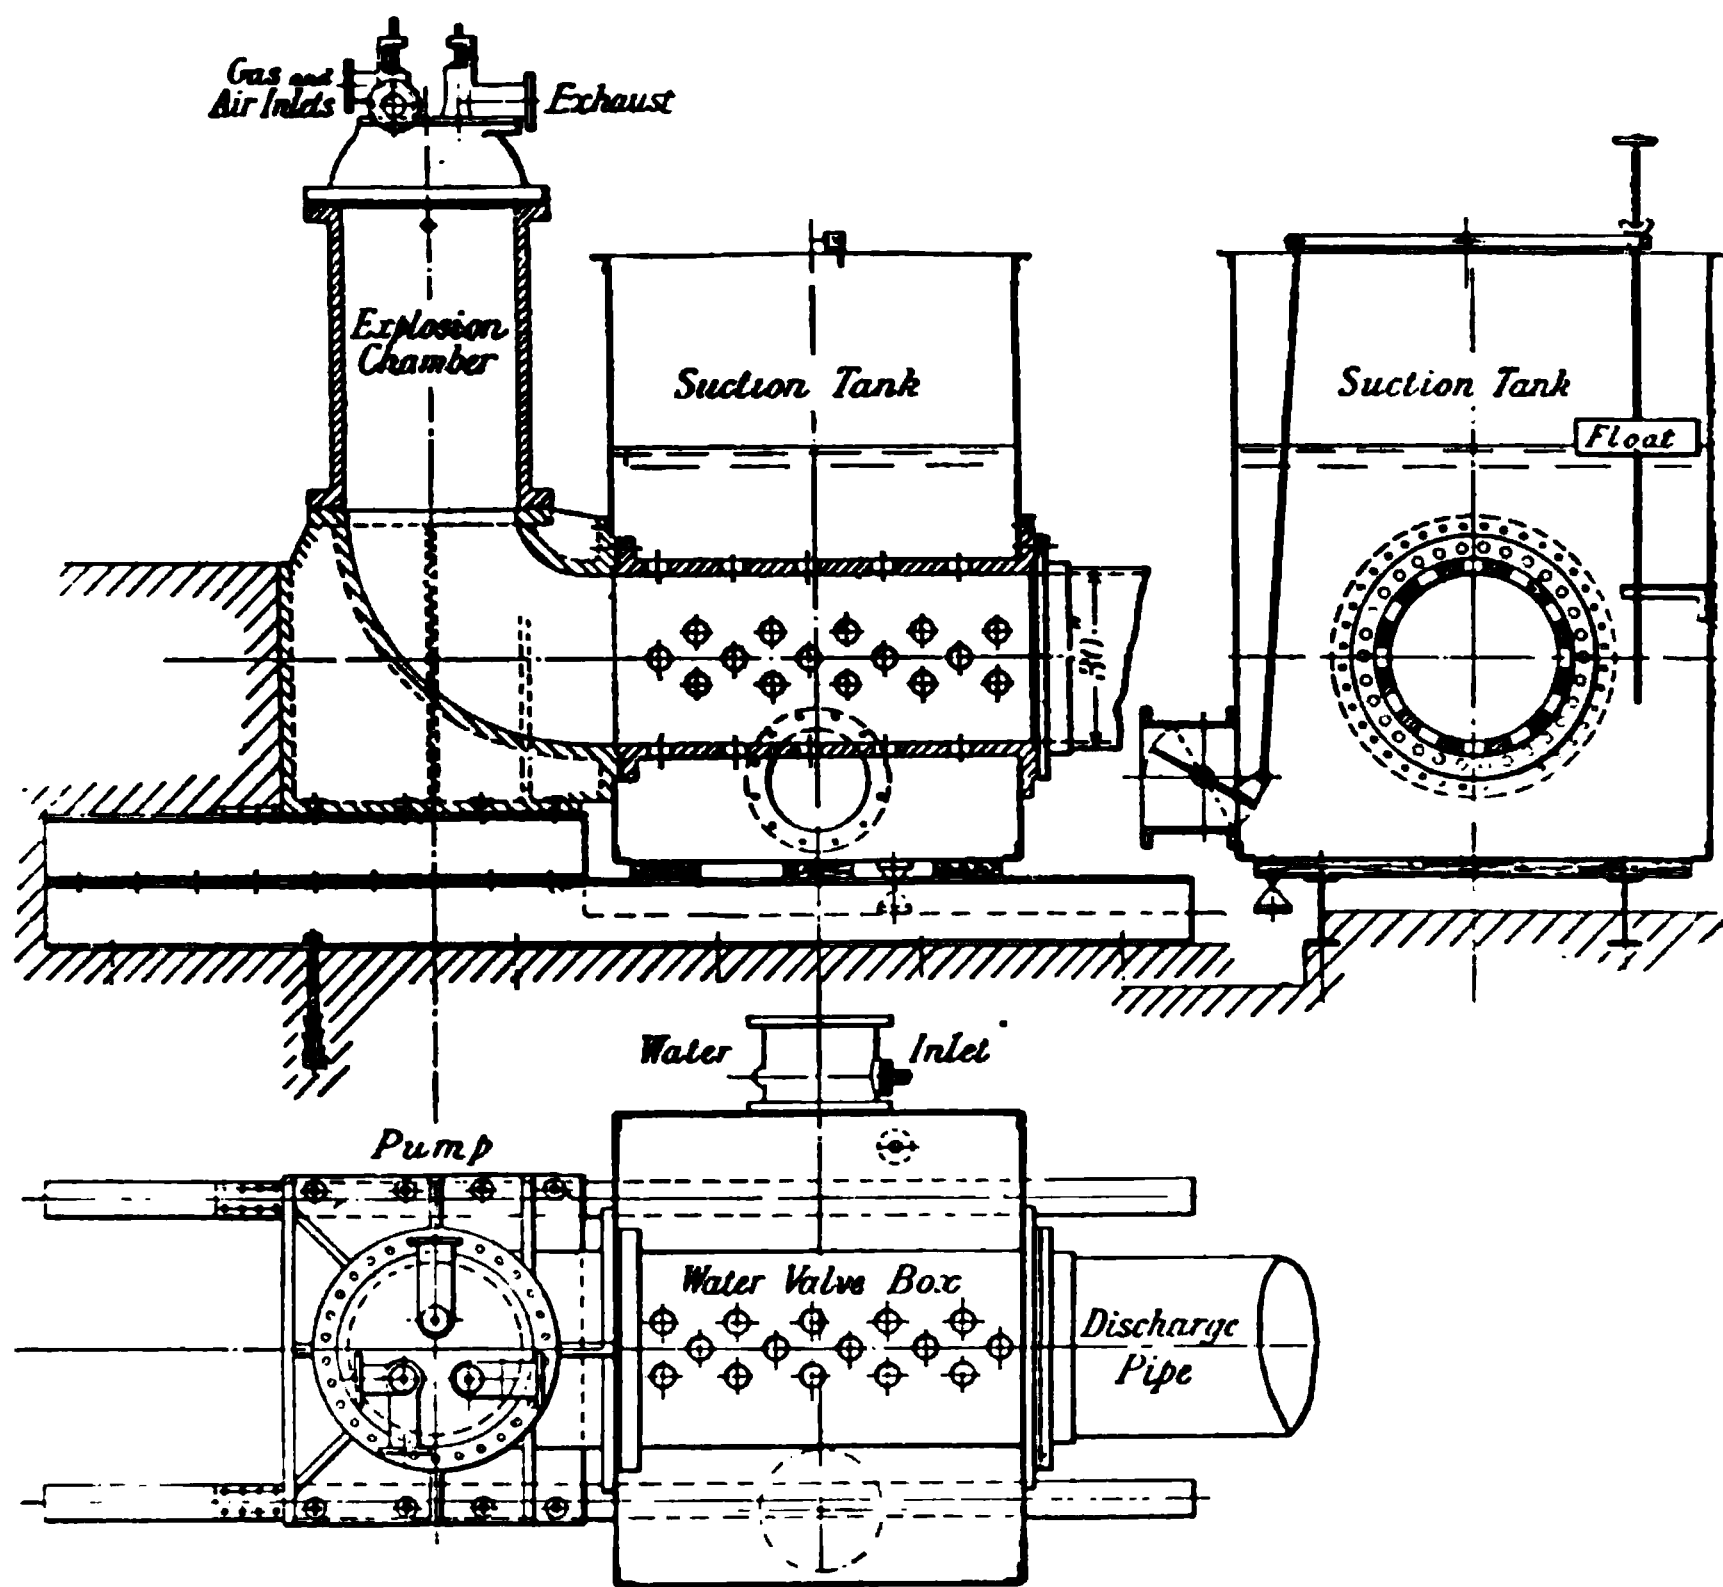 Gas and
Air Inlets
Exhaust
Explosion
Chamber
Suction Tank
Suction Tank
Float
30"
Water Inlet
Pump
Water Valve Box
Discharge
Pipe